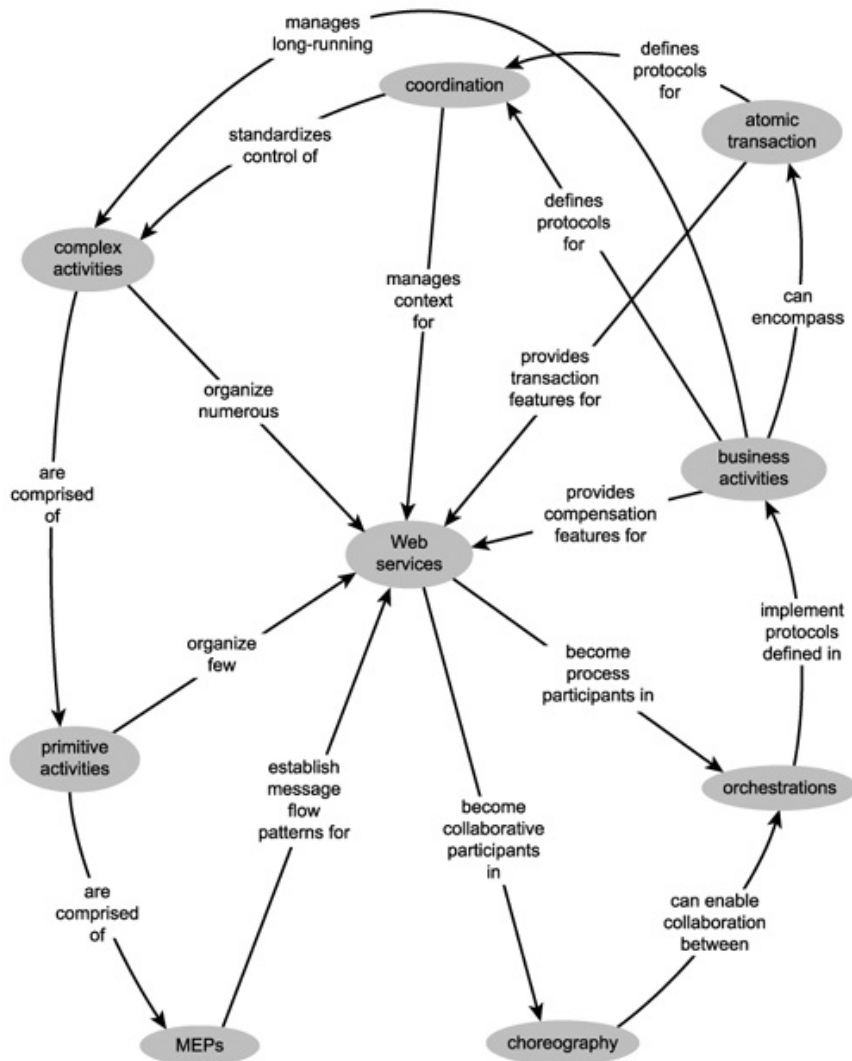 manages
long-running
coordination
defines
protocols
for
atomic
transaction
standardizes
control of
defines
protocols
for
complex
activities
manages
context
for
can
encompass
provides
transaction
features for
organize
numerous
business
activities
are
comprised
of
provides
compensation
features for
Web
services
implement
protocols
defined in
organize
few
become
process
participants in
primitive
activities
establish
message
flow
patterns for
orchestrations
become
collaborative
participants
in
are
comprised
of
can enable
collaboration
between
MEPs
choreography